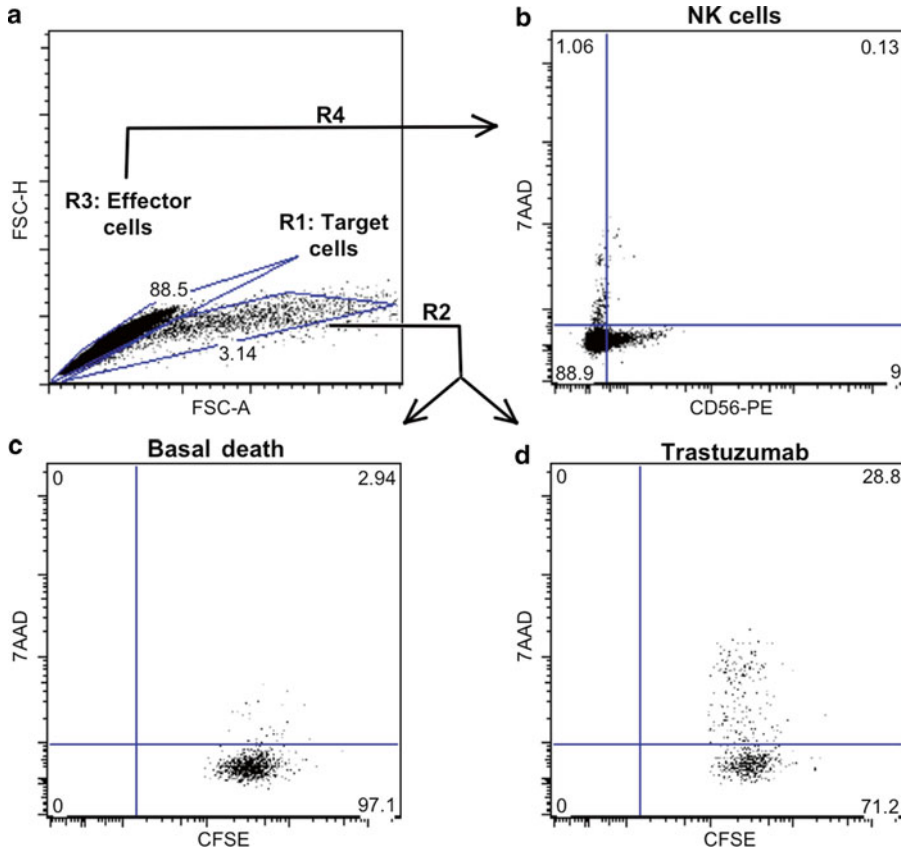 a
R4
R3: Effector
cells
R1: Target
cells
88.5
R2
3.14
FSC-H
FSC-A
b
NK cells
1.06
0.13
7AAD
88.9
9
CD56-PE
c
Basal death
0
2.94
7AAD
0
97.1
CFSE
d
Trastuzumab
0
28.8
7AAD
0
71.2
CFSE